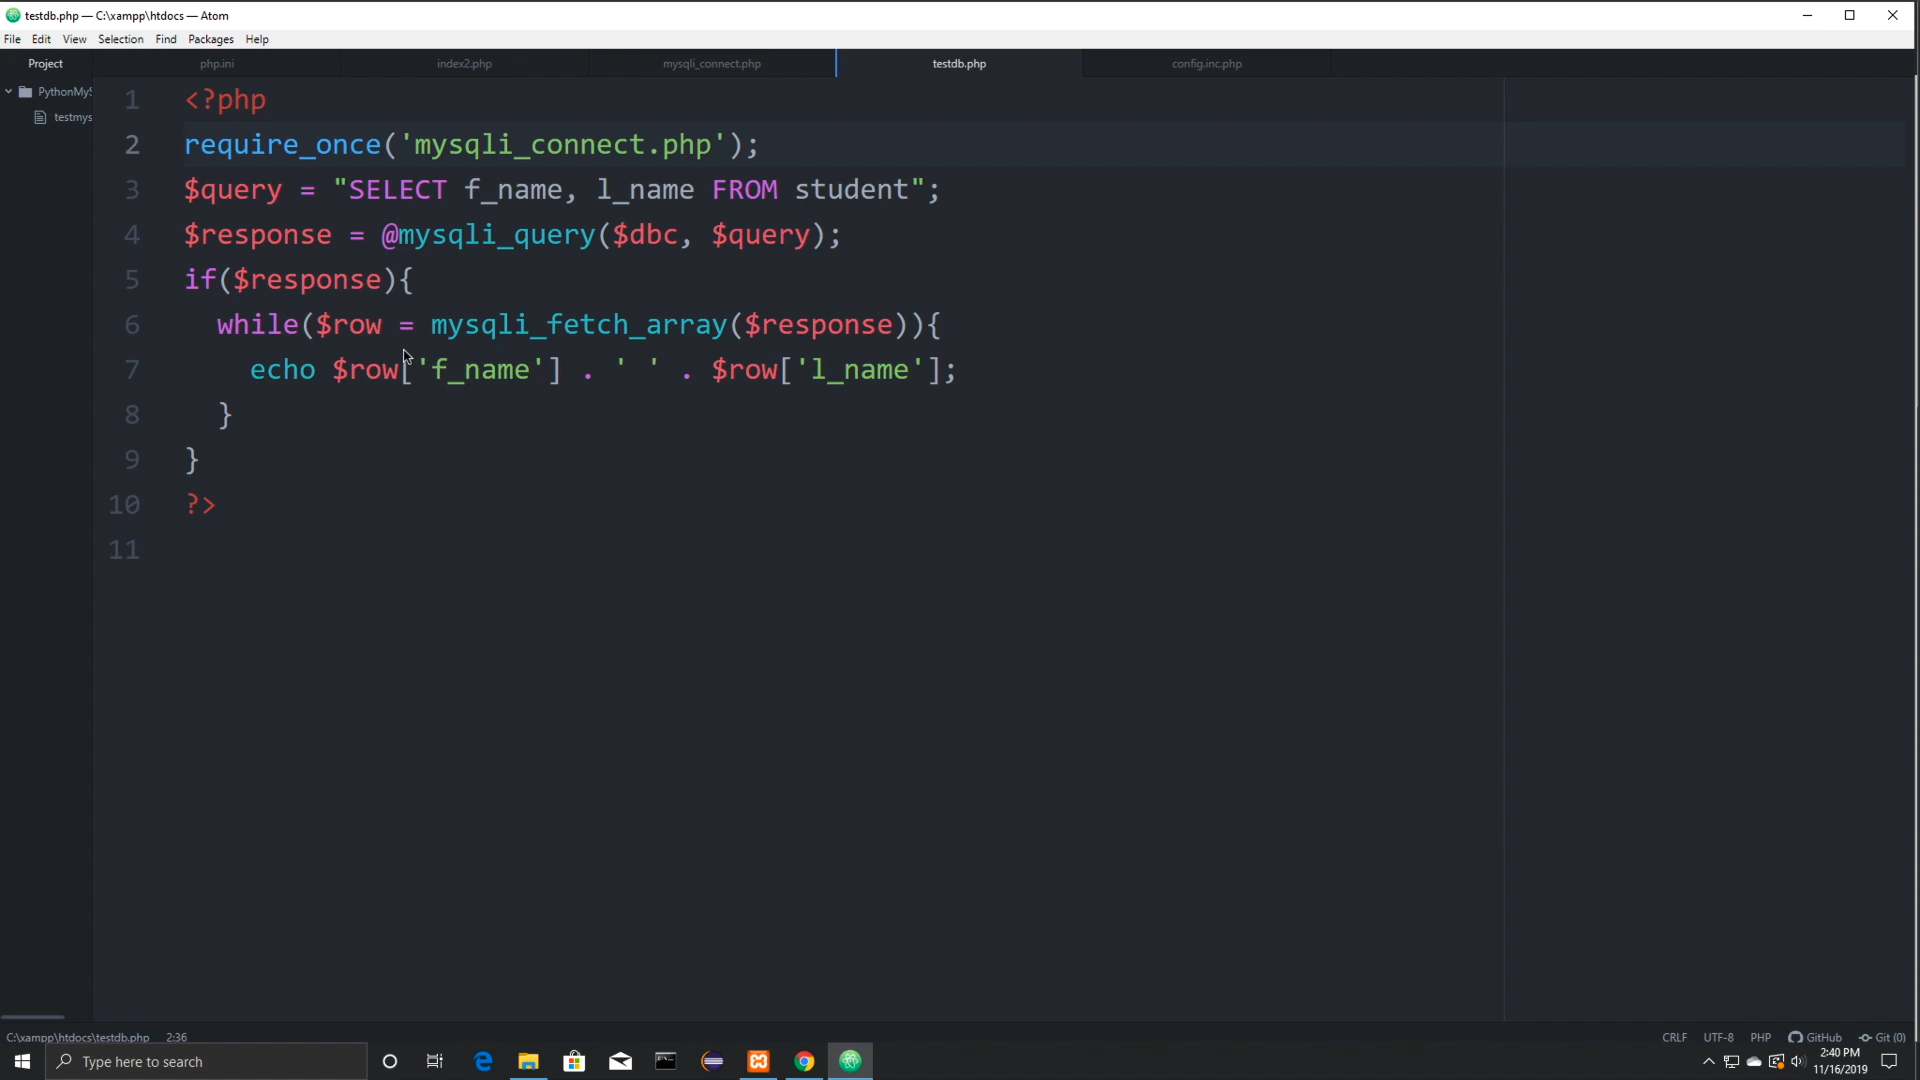 testdb.php — C:\xampp\htdocs — Atom
File Edit View Selection Find Packages Help
Project php.ini index2.php mysqli_connect.php testdb.php config.inc.php
PythonMyS
testmys
1 <?php
2 require_once('mysqli_connect.php');
3 $query = "SELECT f_name, l_name FROM student";
4 $response = @mysqli_query($dbc, $query);
5 if($response){
6 while($row = mysqli_fetch_array($response)){
7 echo $row['f_name'] . ' ' . $row['l_name'];
8 }
9 }
10 ?>
11
C:\xampp\htdocs\testdb.php 2:36 CRLF UTF-8 PHP GitHub Git (0)
Type here to search
2:40 PM
11/16/2019